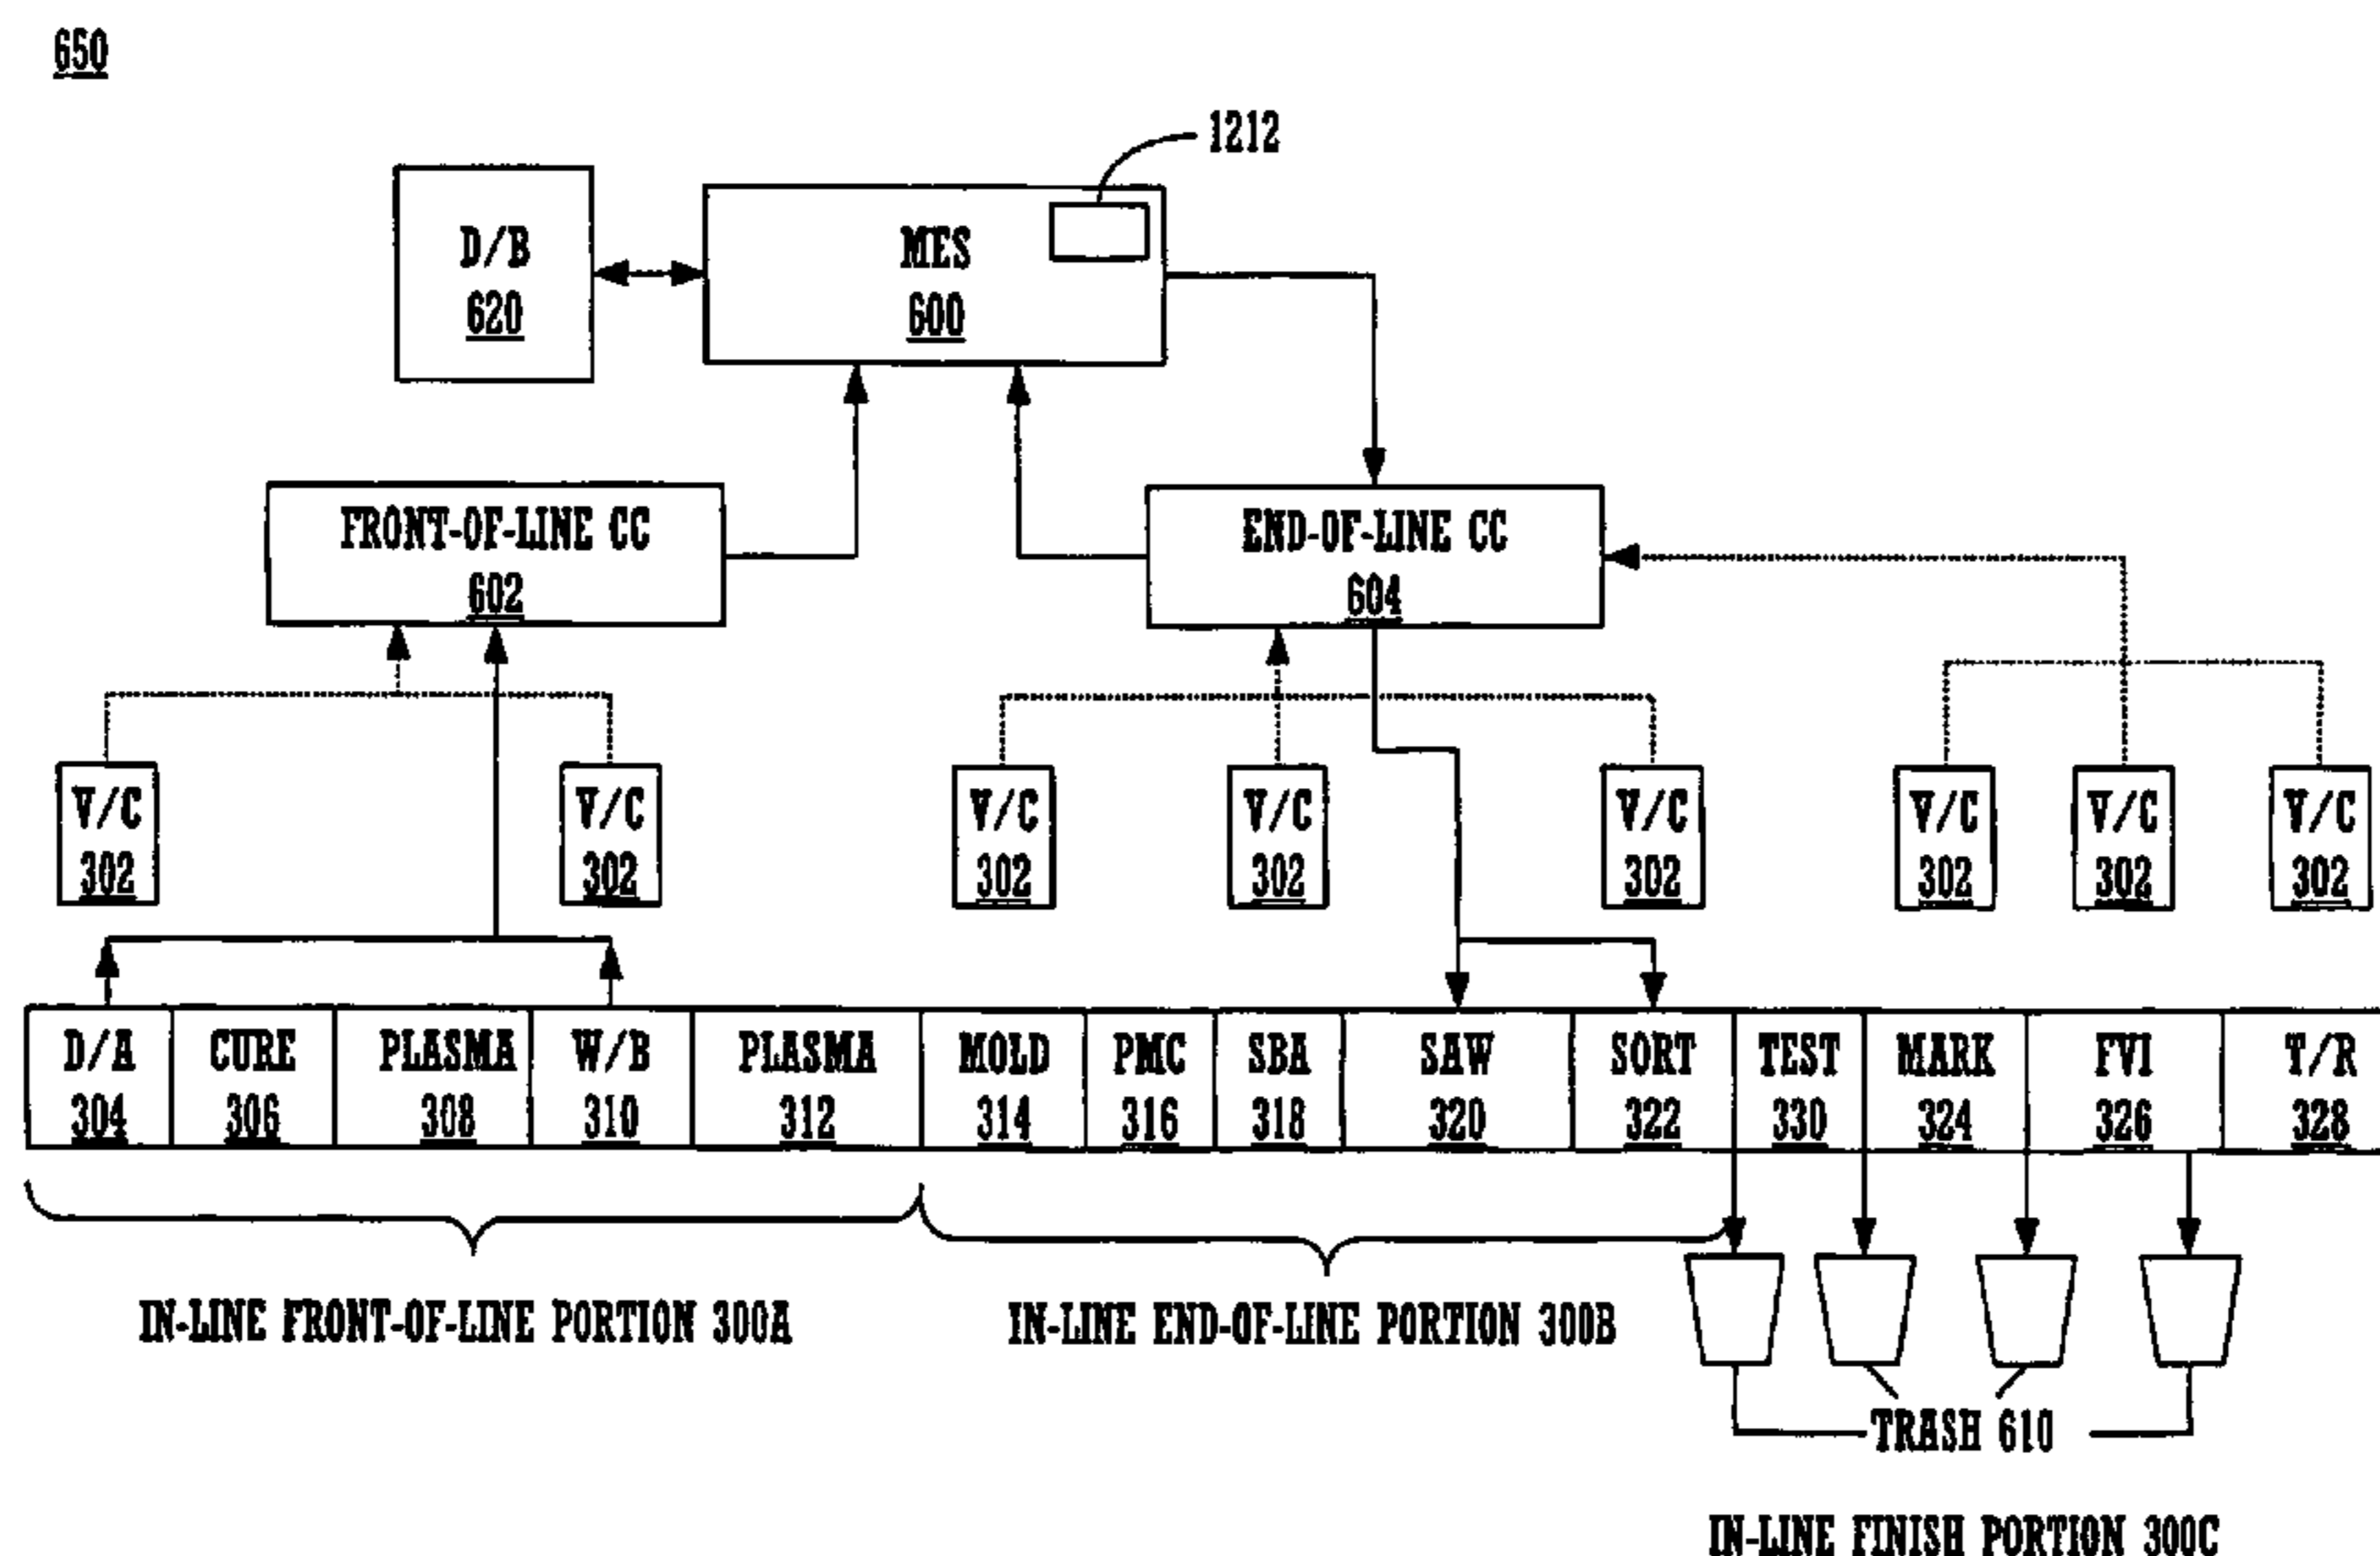 650
1212
D/B
620
MES
600
FRONT-OF-LINE CC
602
END-OF-LINE CC
604
V/C
302
V/C
302
V/C
302
V/C
302
V/C
302
V/C
302
V/C
302
V/C
302
D/A
304
CURE
306
PLASMA
308
W/B
310
PLASMA
312
MOLD
314
PMC
316
SBA
318
SAW
320
SORT
322
TEST
330
MARK
324
FVI
326
T/R
328
IN-LINE FRONT-OF-LINE PORTION 300A
IN-LINE END-OF-LINE PORTION 300B
TRASH 610
IN-LINE FINISH PORTION 300C